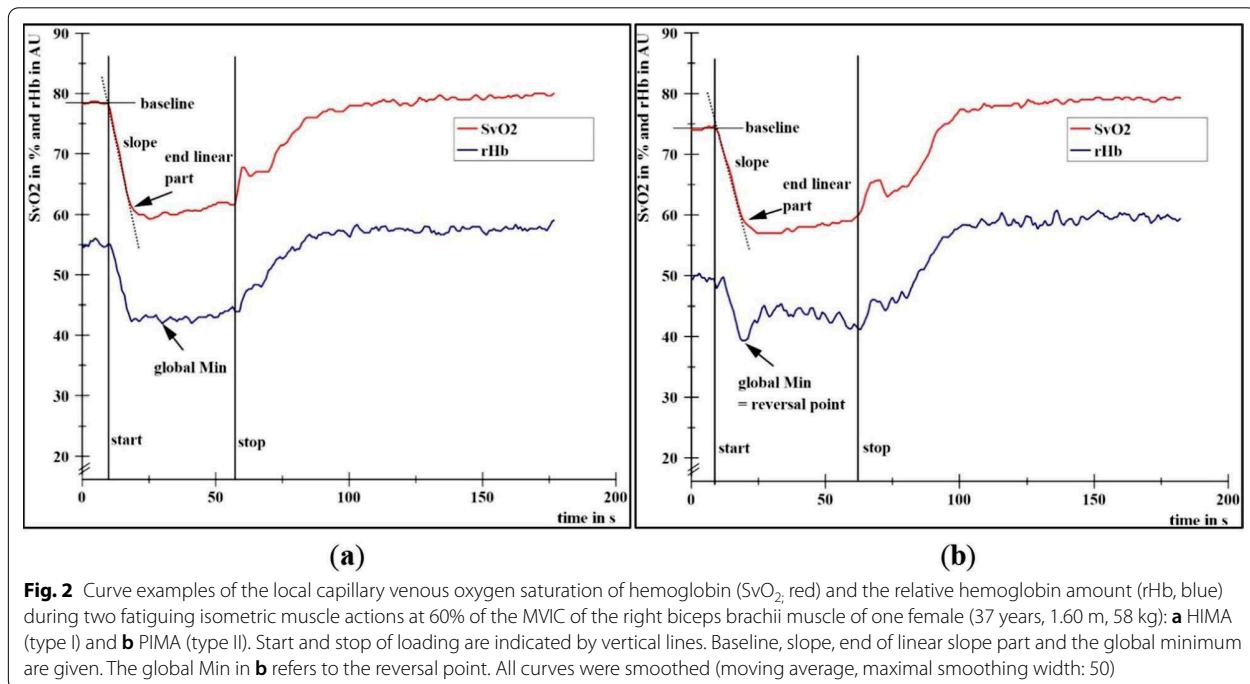 90
80
70
60
50
40
30
20
SvO2 in % and rHb in AU
baseline
slope
end linear
part
SvO2
rHb
global Min
start
stop
0
50
100
150
200
time in s
(a)
90
80
70
60
50
40
30
20
SvO2 in % and rHb in AU
baseline
slope
end linear
part
SvO2
rHb
global Min
= reversal point
start
stop
0
50
100
150
200
time in s
(b)
Fig. 2 Curve examples of the local capillary venous oxygen saturation of hemoglobin (SvO₂; red) and the relative hemoglobin amount (rHb, blue)
during two fatiguing isometric muscle actions at 60% of the MVIC of the right biceps brachii muscle of one female (37 years, 1.60 m, 58 kg): a HIMA
(type I) and b PIMA (type II). Start and stop of loading are indicated by vertical lines. Baseline, slope, end of linear slope part and the global minimum
are given. The global Min in b refers to the reversal point. All curves were smoothed (moving average, maximal smoothing width: 50)